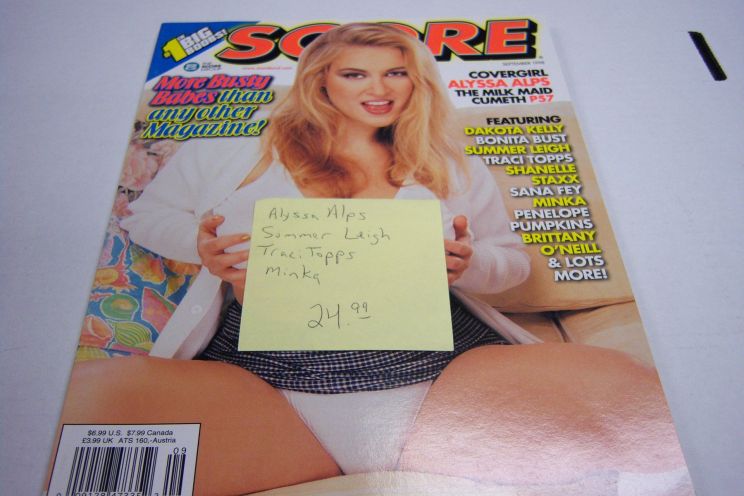 #1 IN
BIG
BOOBS!
SCORE
SEPTEMBER 1998
More Busty
Babes than
any other
Magazine!
COVERGIRL
ALYSSA ALPS
THE MILK MAID
CUMETH P57
FEATURING
DAKOTA KELLY
BONITA BUST
SUMMER LEIGH
TRACI TOPPS
SHANELLE
STAXX
SANA FEY
MINKA
PENELOPE
PUMPKINS
BRITTANY
O'NEILL
& LOTS
MORE!
Alyssa Alps
Summer Leigh
Traci Topps
Minka
24.99
$6.99 U.S. $7.99 Canada
£3.99 UK ATS 160,-Austria
09